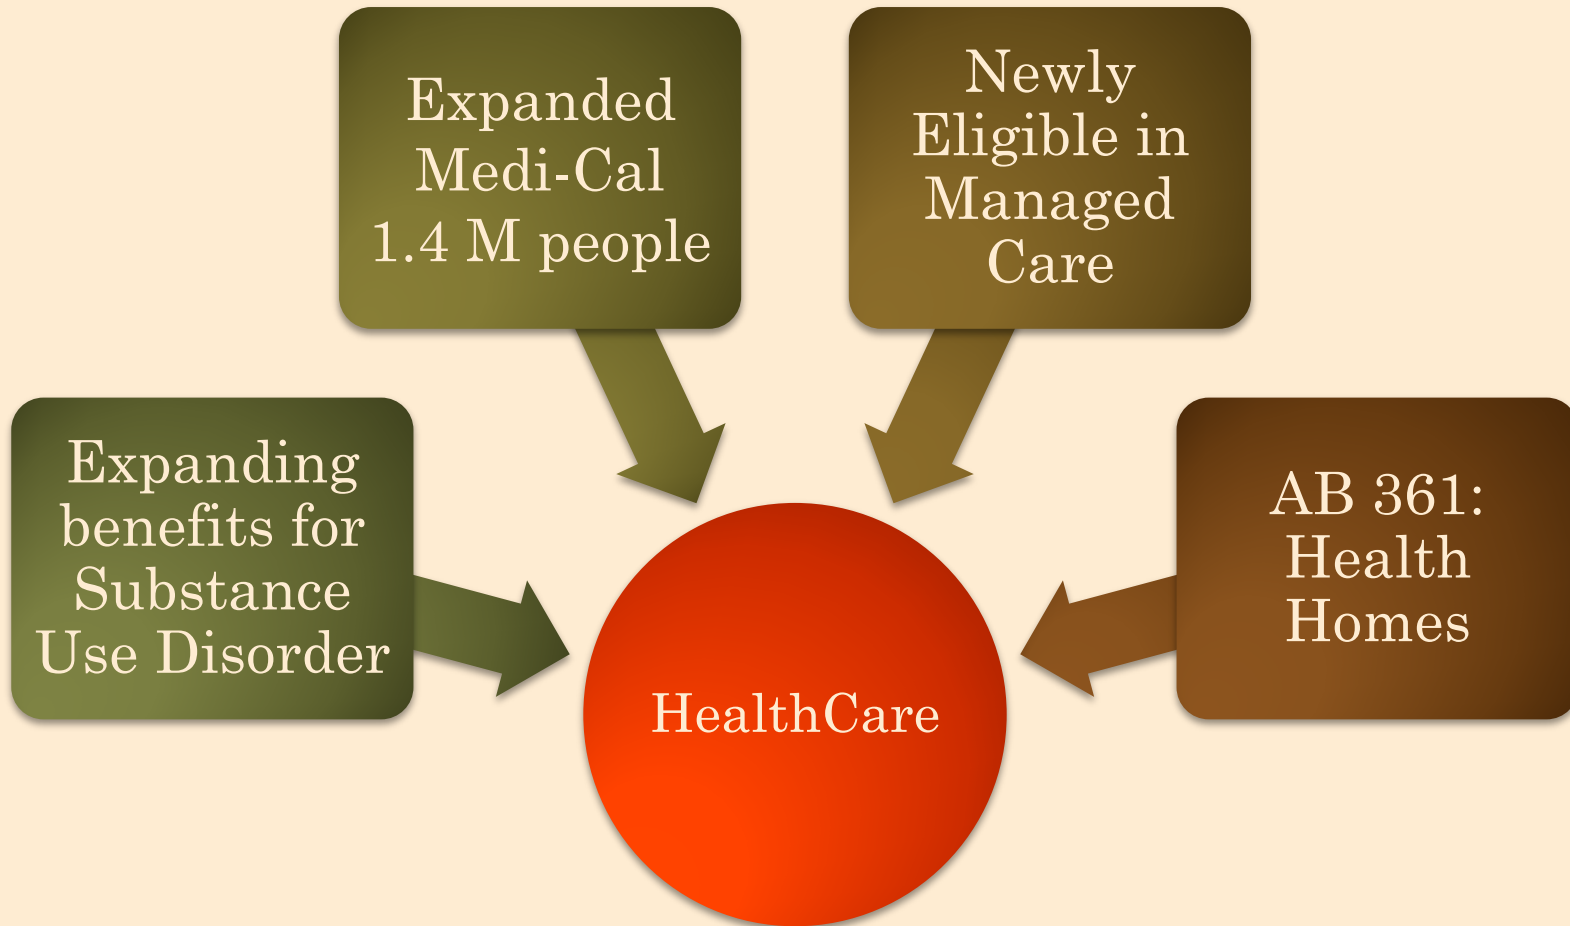 Expanded
Medi-Cal
1.4 M people
Newly
Eligible in
Managed
Care
Expanding
benefits for
Substance
Use Disorder
AB 361:
Health
Homes
HealthCare